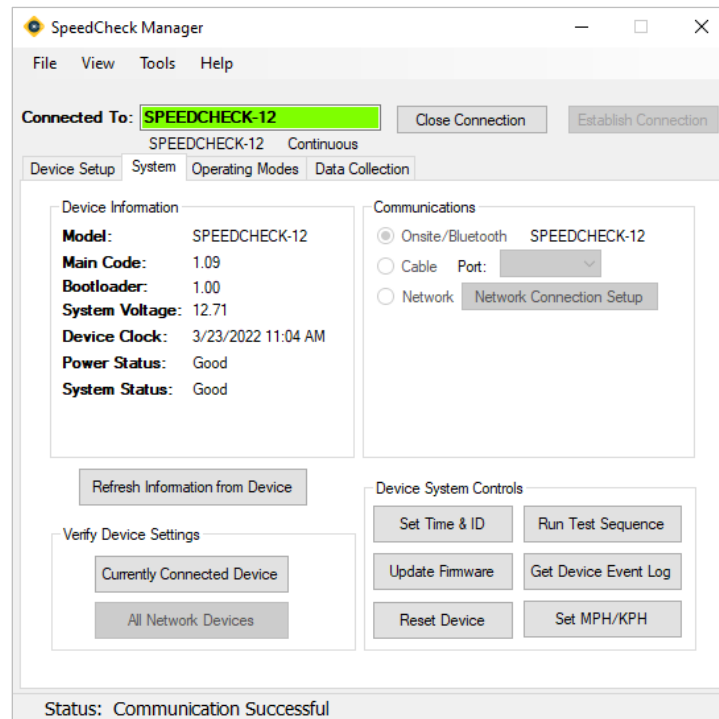 SpeedCheck Manager
File View Tools Help
Connected To: SPEEDCHECK-12 Close Connection Establish Connection
SPEEDCHECK-12 Continuous
Device Setup System Operating Modes Data Collection
Device Information
Model: SPEEDCHECK-12
Main Code: 1.09
Bootloader: 1.00
System Voltage: 12.71
Device Clock: 3/23/2022 11:04 AM
Power Status: Good
System Status: Good
Communications
Onsite/Bluetooth SPEEDCHECK-12
Cable Port:
Network Network Connection Setup
Refresh Information from Device
Verify Device Settings
Currently Connected Device
All Network Devices
Device System Controls
Set Time & ID Run Test Sequence
Update Firmware Get Device Event Log
Reset Device Set MPH/KPH
Status: Communication Successful